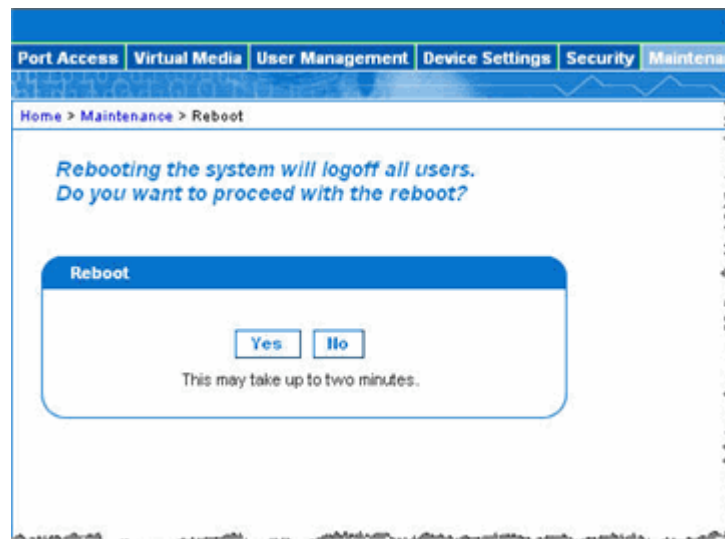 Port Access Virtual Media User Management Device Settings Security
Home > Maintenance > Reboot
Rebooting the system will logoff all users.
Do you want to proceed with the reboot?
Reboot
Yes No
This may take up to two minutes.